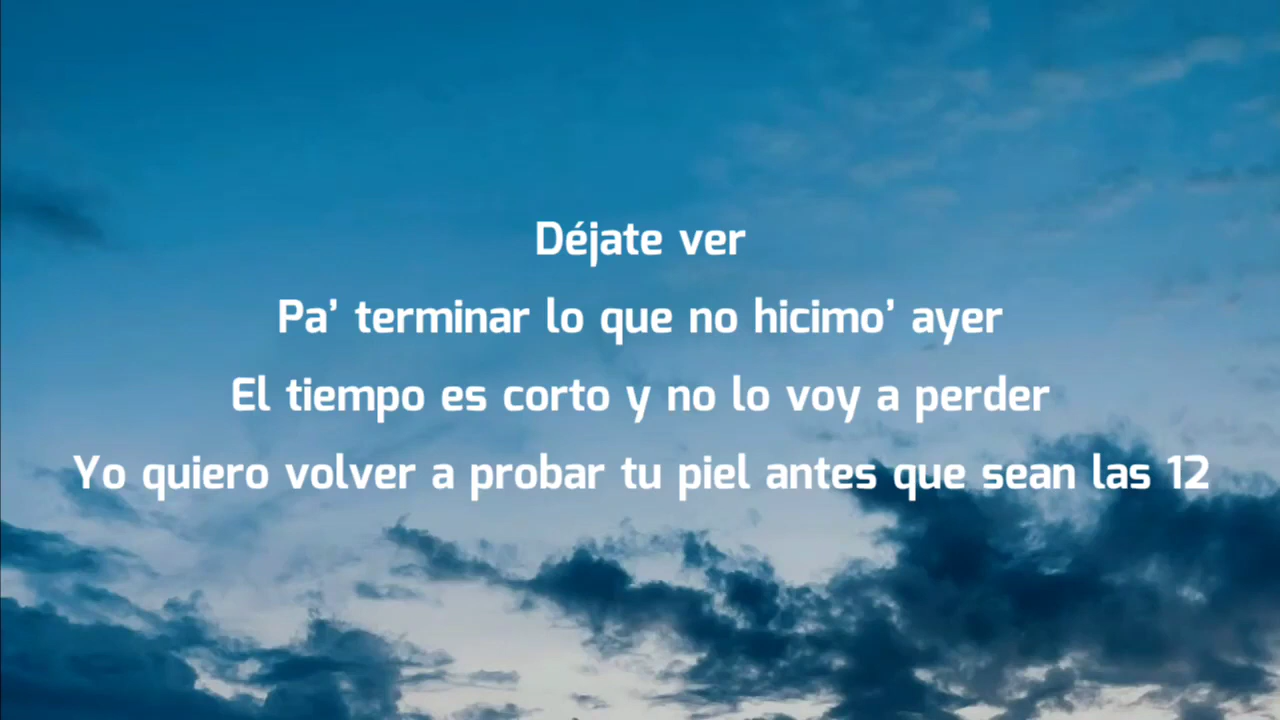 Déjate ver
Pa’ terminar lo que no hicimo’ ayer
El tiempo es corto y no lo voy a perder
Yo quiero volver a probar tu piel antes que sean las 12